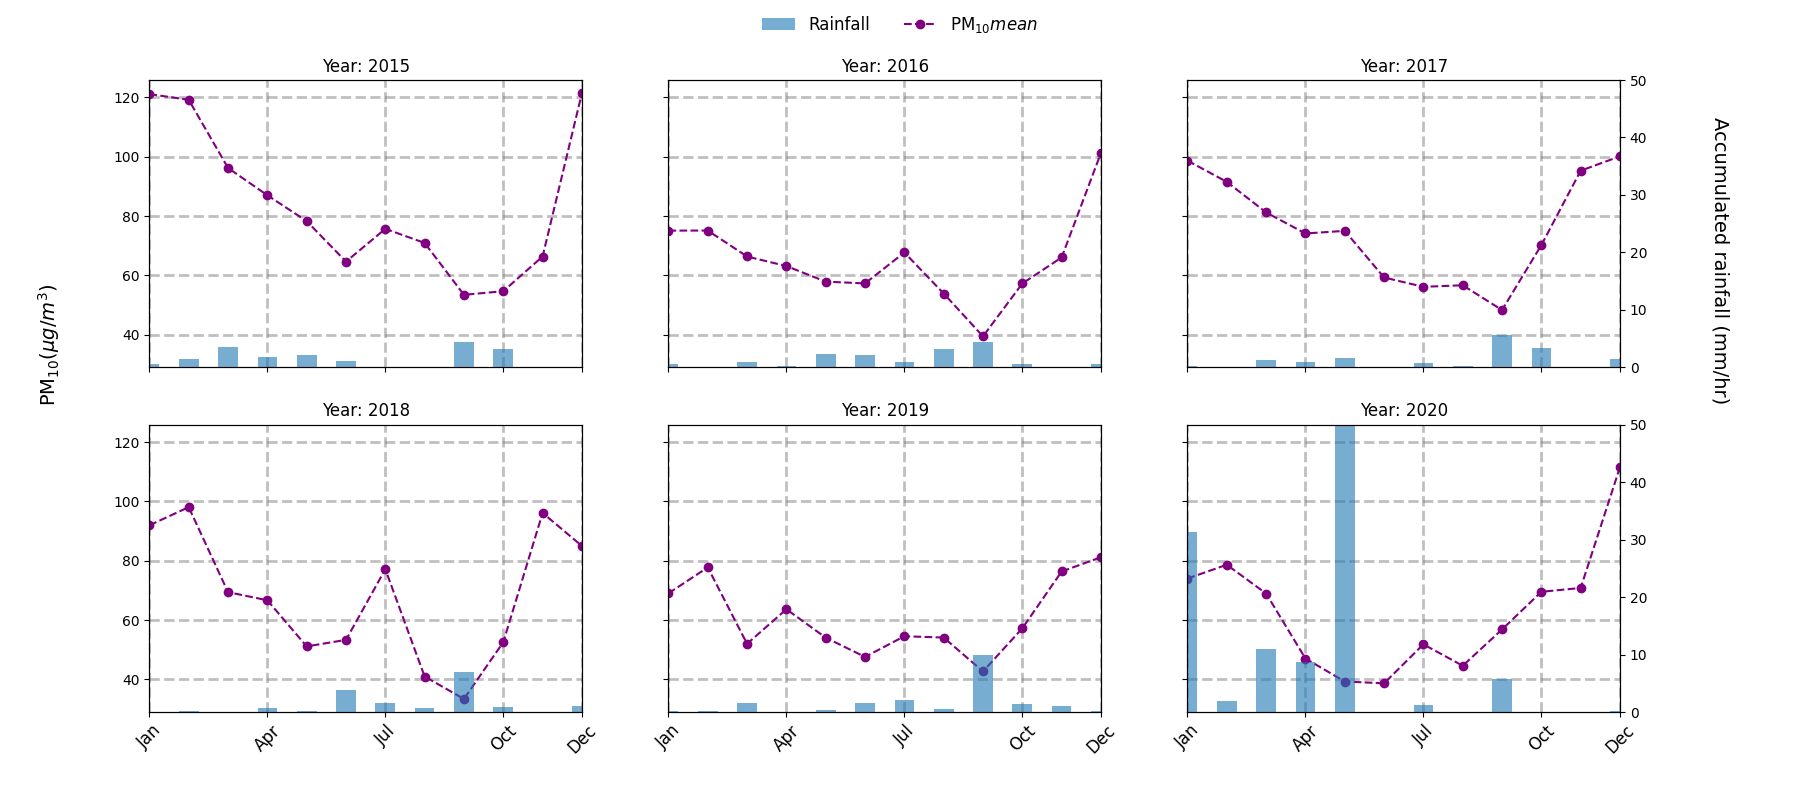 Rainfall PM₁₀mean
Year: 2015 Year: 2016 Year: 2017
120 100 80 60 40
50 40 30 20 10 0
PM₁₀(μg/m³)
Accumulated rainfall (mm/hr)
Year: 2018 Year: 2019 Year: 2020
120 100 80 60 40
50 40 30 20 10 0
Jan Apr Jul Oct Dec Jan Apr Jul Oct Dec Jan Apr Jul Oct Dec